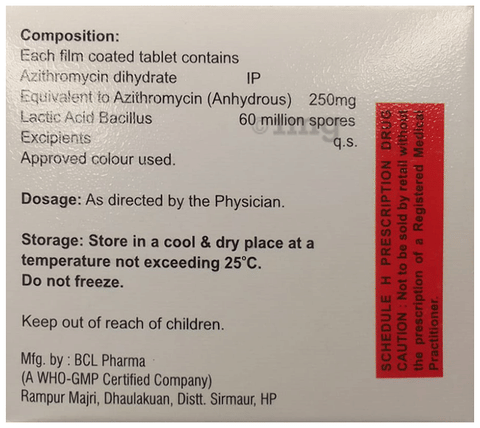 Composition:
Each film coated tablet contains
Azithromycin dihydrate IP
Equivalent to Azithromycin (Anhydrous) 250mg
Lactic Acid Bacillus 60 million spores
Excipients q.s.
Approved colour used.
Dosage: As directed by the Physician.
Storage: Store in a cool & dry place at a
temperature not exceeding 25°C.
Do not freeze.
Keep out of reach of children.
Mfg. by : BCL Pharma
(A WHO-GMP Certified Company)
Rampur Majri, Dhaulakuan, Distt. Sirmaur, HP
SCHEDULE H PRESCRIPTION DRUG
CAUTION : Not to be sold by retail without
the prescription of a Registered Medical
Practitioner.
1mg